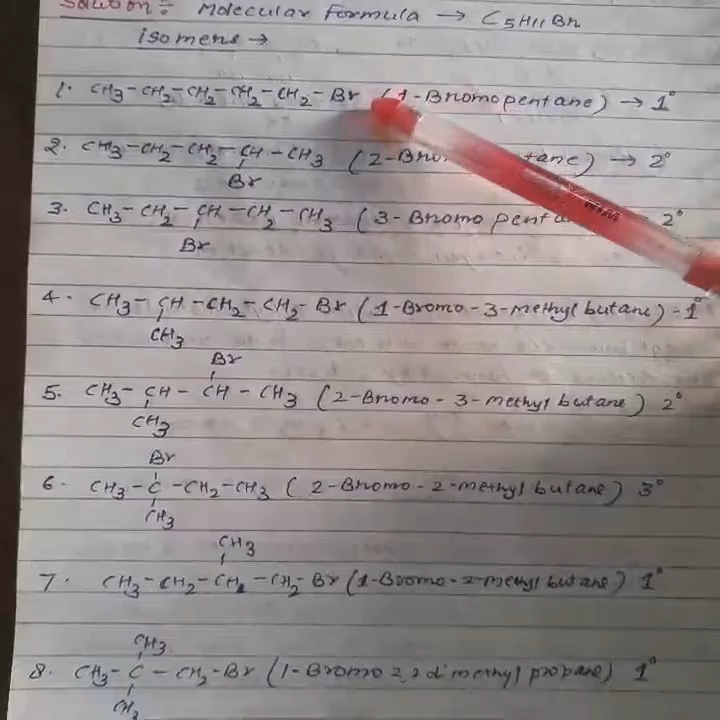 Solution:- Molecular Formula → C5H11Br
isomers →
1. CH3-CH2-CH2-CH2-CH2-Br (1-Bromopentane) → 1°
2. CH3-CH2-CH2-CH-CH3 (2-Bro tane) → 2°
Br
3. CH3-CH2-CH-CH2-CH3 (3-Bromo penta 2°
Br
4. CH3-CH-CH2-CH2-Br (1-Bromo-3-methyl butane) - 1°
CH3
Br
5. CH3-CH-CH-CH3 (2-Bromo-3-methyl butane) 2°
CH3
Br
6. CH3-C-CH2-CH3 (2-Bromo-2-methyl butane) 3°
CH3
CH3
7. CH3-CH2-CH-CH2-Br (1-Bromo-2-methyl butane) 1°
CH3
8. CH3-C-CH2-Br (1-Bromo 2,2 dimethyl propane) 1°
CH3